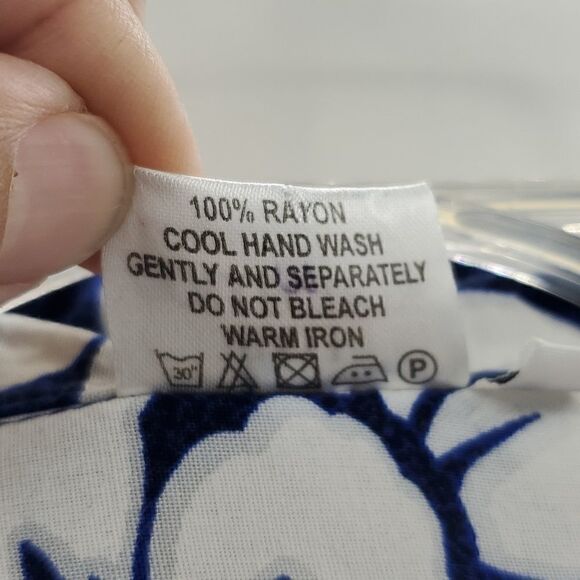 100% RAYON
COOL HAND WASH
GENTLY AND SEPARATELY
DO NOT BLEACH
WARM IRON
30° P